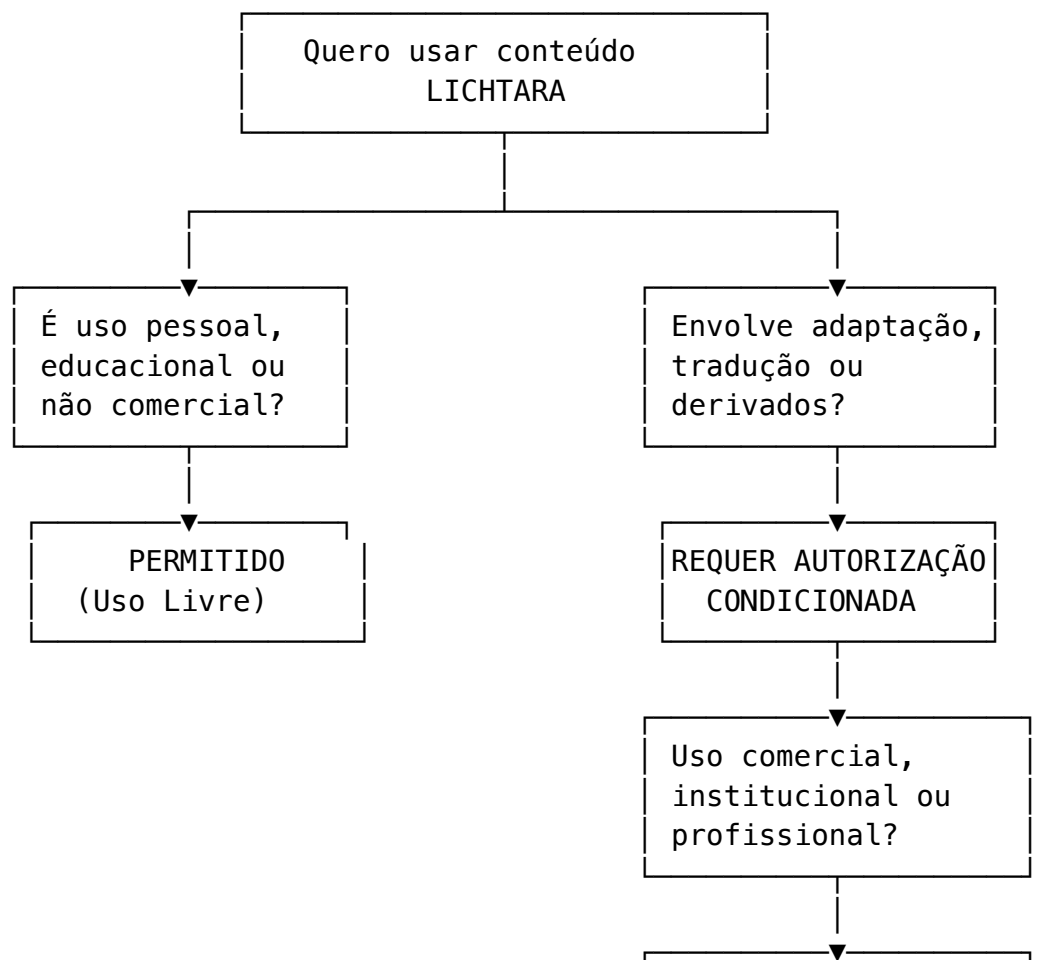 Quero usar conteúdo
LICHTARA
É uso pessoal,
educacional ou
não comercial?
Envolve adaptação,
tradução ou
derivados?
PERMITIDO
(Uso Livre)
REQUER AUTORIZAÇÃO
CONDICIONADA
Uso comercial,
institucional ou
profissional?